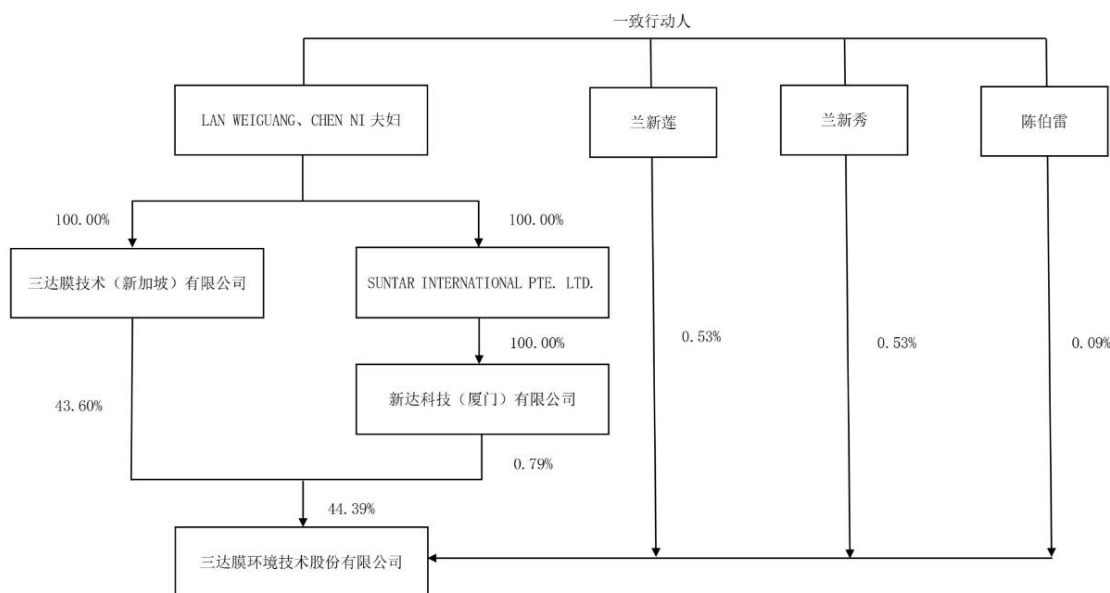 一致行动人
LAN WEIGUANG、CHEN NI 夫妇
兰新莲
兰新秀
陈伯雷
100.00%
100.00%
三达膜技术（新加坡）有限公司
SUNTAR INTERNATIONAL PTE. LTD.
0.53%
0.53%
0.09%
100.00%
43.60%
新达科技（厦门）有限公司
0.79%
44.39%
三达膜环境技术股份有限公司